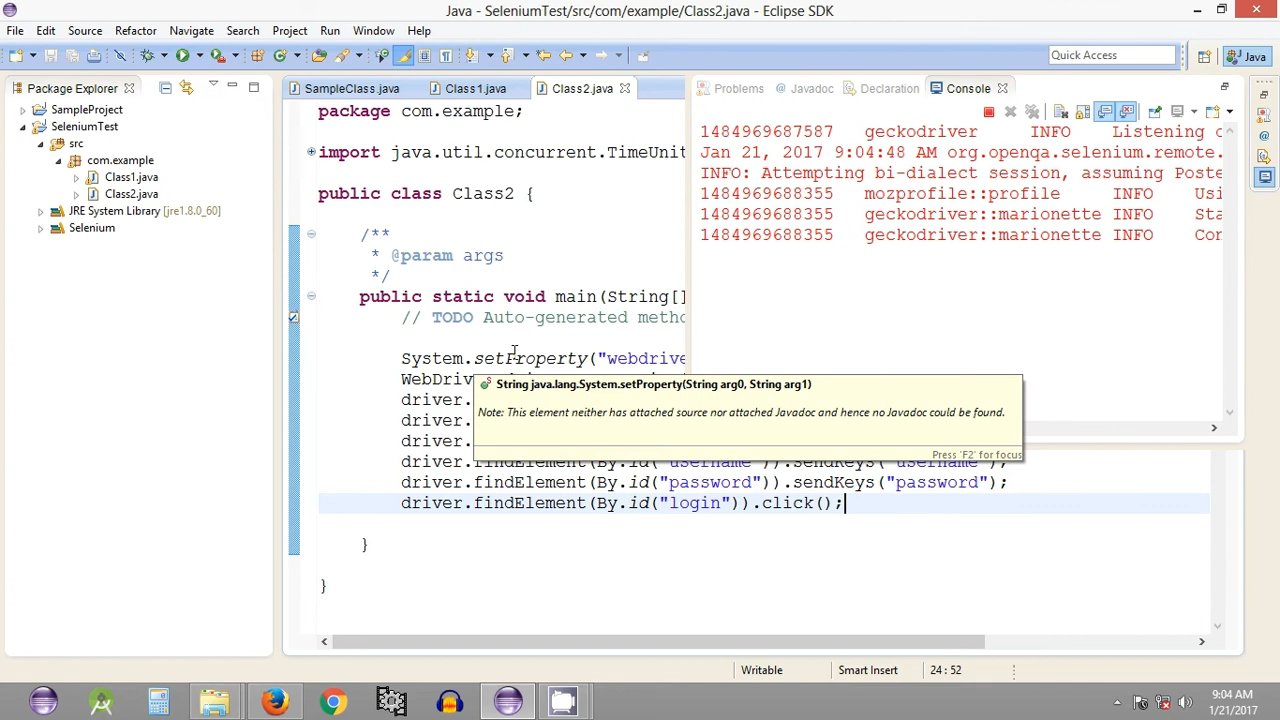 Java - SeleniumTest/src/com/example/Class2.java - Eclipse SDK
File Edit Source Refactor Navigate Search Project Run Window Help
Quick Access
Java
Package Explorer
SampleClass.java Class1.java Class2.java
Problems Javadoc Declaration Console
SampleProject
SeleniumTest
src
com.example
Class1.java
Class2.java
JRE System Library [jre1.8.0_60]
Selenium
package com.example;
import java.util.concurrent.TimeUnit
public class Class2 {
/**
* @param args
*/
public static void main(String[]
// TODO Auto-generated metho
System.setProperty("webdrive
WebDriv
driver.
driver.
driver.
driver.findElement(By.id("username")).sendKeys("username");
driver.findElement(By.id("password")).sendKeys("password");
driver.findElement(By.id("login")).click();
}
}
1484969687587 geckodriver INFO Listening c
Jan 21, 2017 9:04:48 AM org.openqa.selenium.remote.
INFO: Attempting bi-dialect session, assuming Poste
1484969688355 mozprofile::profile INFO Usi
1484969688355 geckodriver::marionette INFO Sta
1484969688355 geckodriver::marionette INFO Con
String java.lang.System.setProperty(String arg0, String arg1)
Note: This element neither has attached source nor attached Javadoc and hence no Javadoc could be found.
Press 'F2' for focus
Writable Smart Insert 24 : 52
9:04 AM
1/21/2017